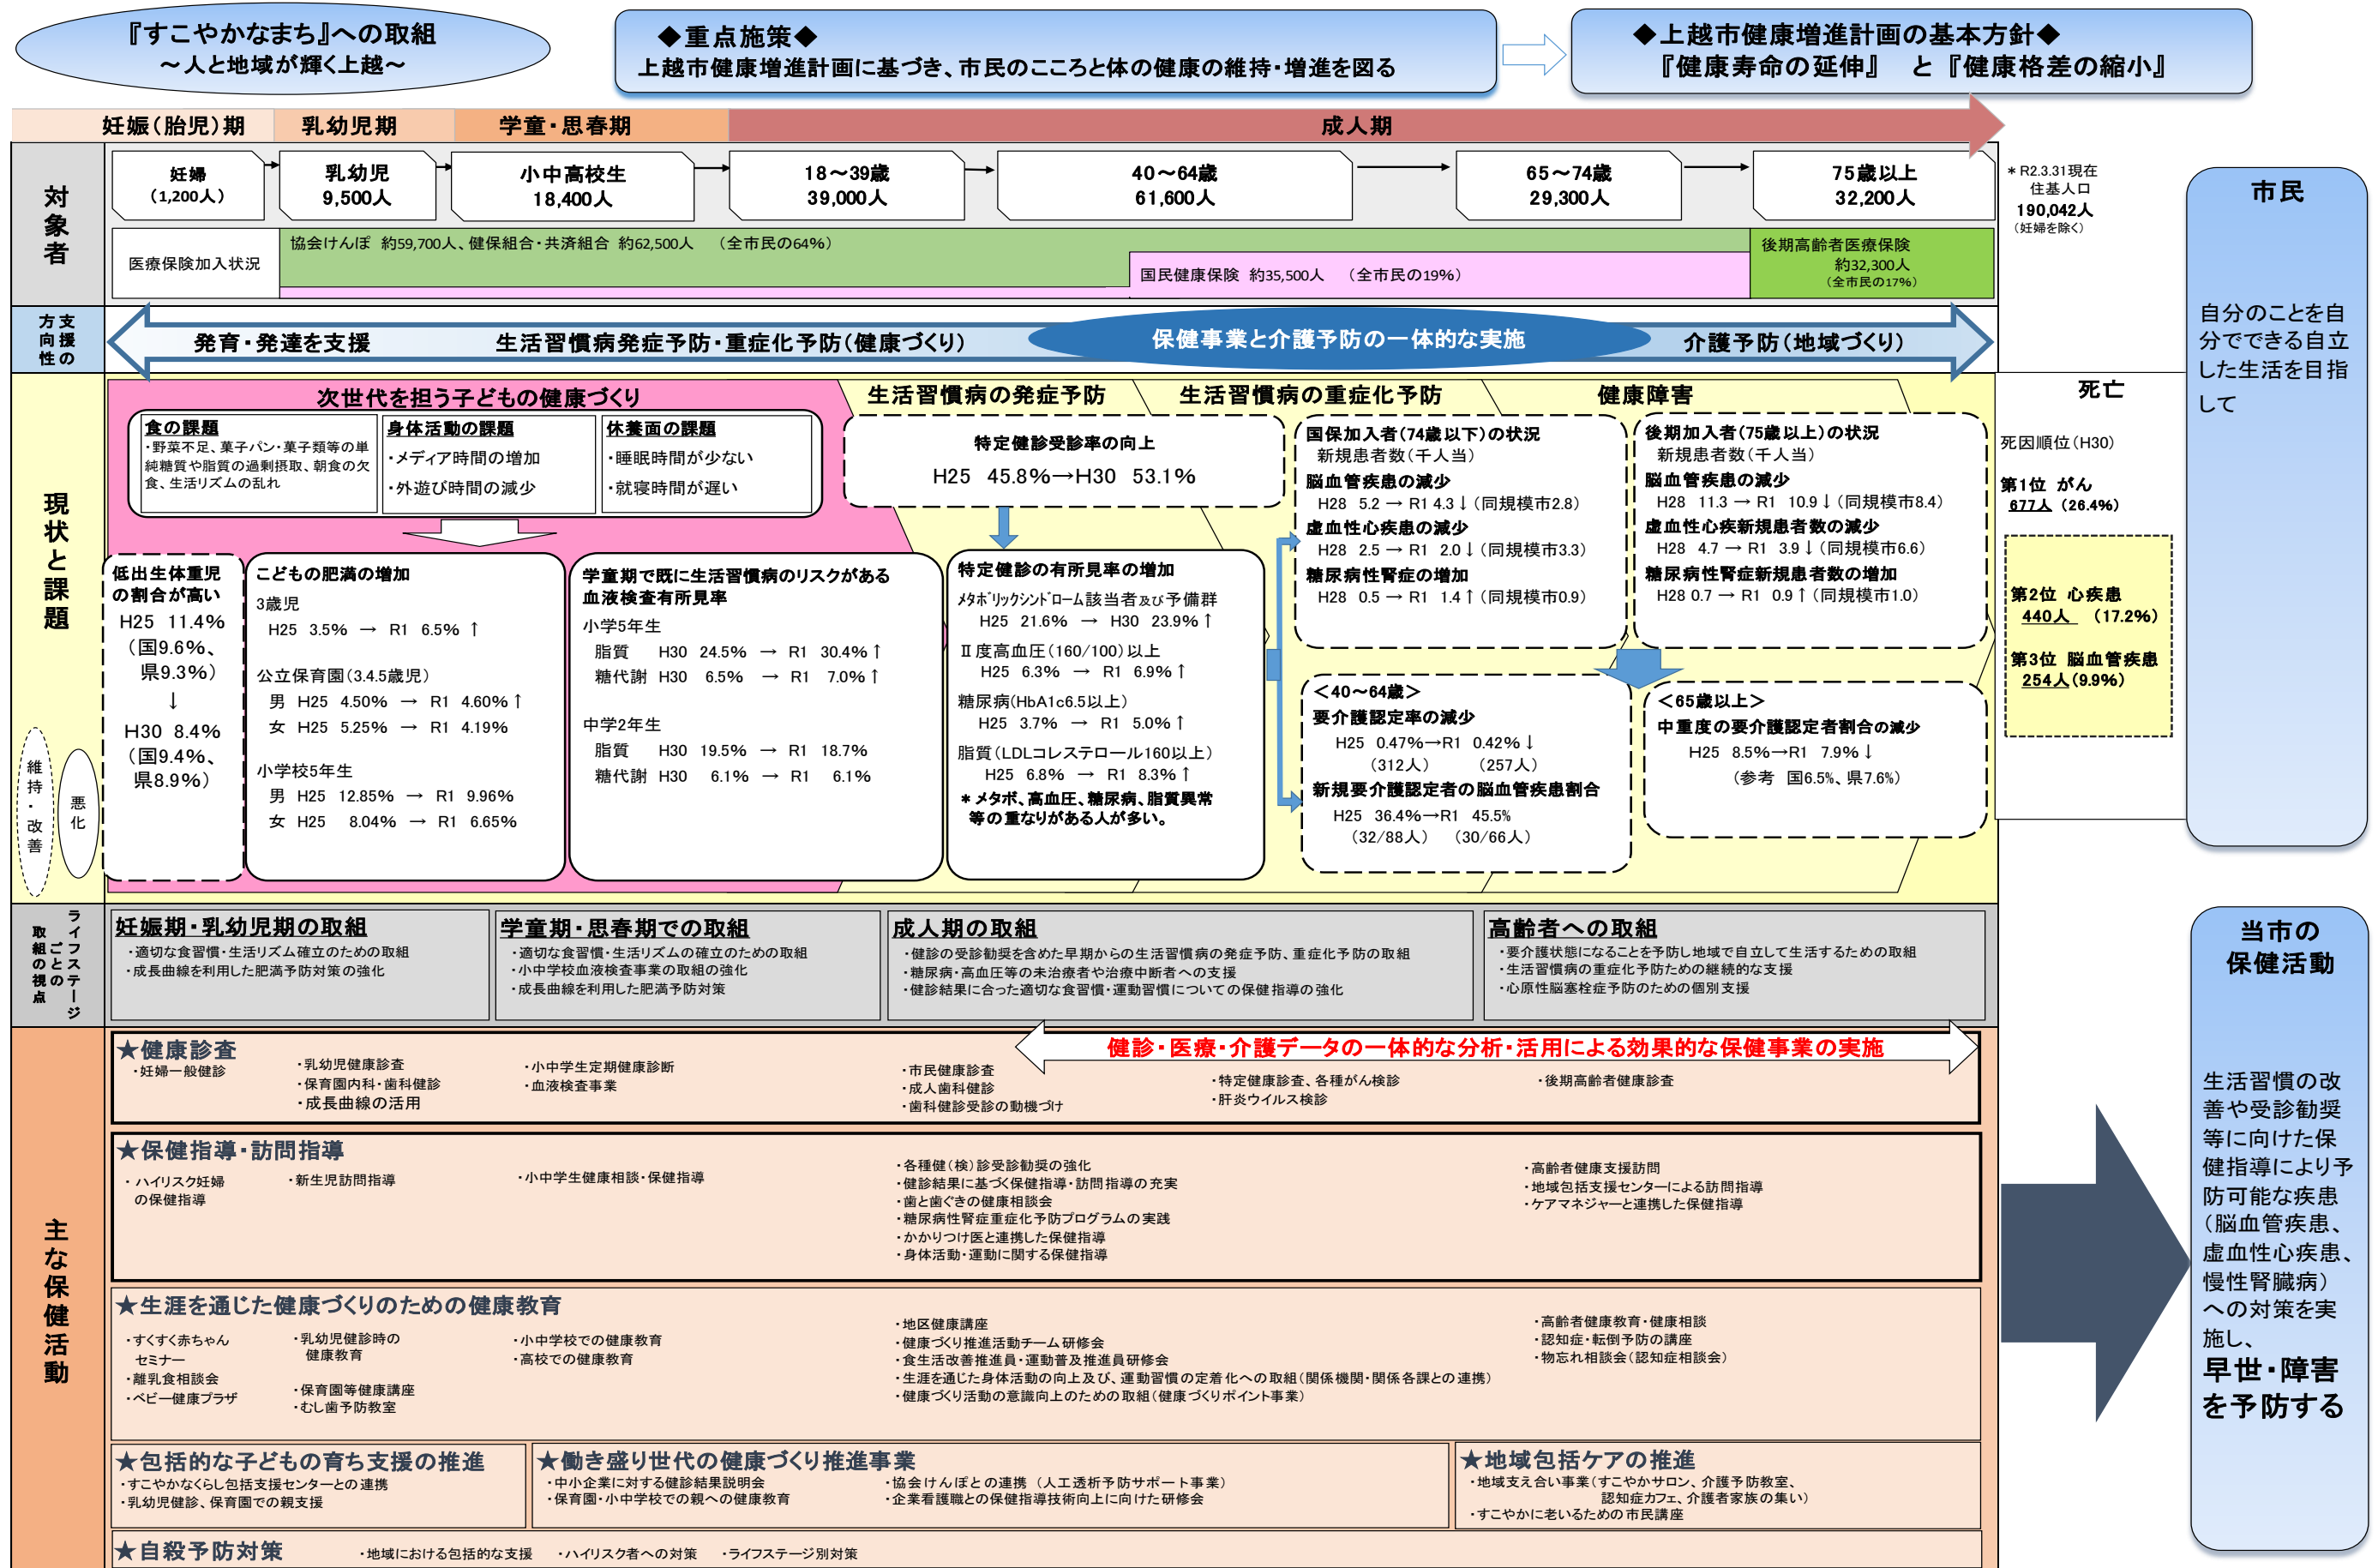 『すこやかなまち』への取組
～人と地域が輝く上越～
◆重点施策◆
上越市健康増進計画に基づき、市民のこころと体の健康の維持・増進を図る
◆上越市健康増進計画の基本方針◆
『健康寿命の延伸』 と『健康格差の縮小』
妊娠(胎児)期
乳幼児期
学童・思春期
成人期
対象者
妊婦
(1,200人)
乳幼児
9,500人
小中高校生
18,400人
18～39歳
39,000人
40～64歳
61,600人
65～74歳
29,300人
75歳以上
32,200人
*R2.3.31現在
住基人口
190,042人
(妊婦を除く)
医療保険加入状況
協会けんぽ 約59,700人、健保組合・共済組合 約62,500人 (全市民の64%)
国民健康保険 約35,500人 (全市民の19%)
後期高齢者医療保険
約32,300人
(全市民の17%)
支援の方向性
発育・発達を支援
生活習慣病発症予防・重症化予防(健康づくり)
保健事業と介護予防の一体的な実施
介護予防(地域づくり)
現状と課題
維持・改善
悪化
次世代を担う子どもの健康づくり
食の課題
・野菜不足、菓子パン・菓子類等の単
純糖質や脂質の過剰摂取、朝食の欠
食、生活リズムの乱れ
身体活動の課題
・メディア時間の増加
・外遊び時間の減少
休養面の課題
・睡眠時間が少ない
・就寝時間が遅い
低出生体重児
の割合が高い
H25 11.4%
(国9.6%、
県9.3%)
↓
H30 8.4%
(国9.4%、
県8.9%)
こどもの肥満の増加
3歳児
H25 3.5% → R1 6.5% ↑
公立保育園(3.4.5歳児)
男 H25 4.50% → R1 4.60% ↑
女 H25 5.25% → R1 4.19%
小学校5年生
男 H25 12.85% → R1 9.96%
女 H25 8.04% → R1 6.65%
学童期で既に生活習慣病のリスクがある
血液検査有所見率
小学5年生
脂質 H30 24.5% → R1 30.4% ↑
糖代謝 H30 6.5% → R1 7.0% ↑
中学2年生
脂質 H30 19.5% → R1 18.7%
糖代謝 H30 6.1% → R1 6.1%
生活習慣病の発症予防
特定健診受診率の向上
H25 45.8%→H30 53.1%
特定健診の有所見率の増加
メタボリックシンドローム該当者及び予備群
H25 21.6% → H30 23.9% ↑
Ⅱ度高血圧(160/100)以上
H25 6.3% → R1 6.9% ↑
糖尿病(HbA1c6.5以上)
H25 3.7% → R1 5.0% ↑
脂質(LDLコレステロール160以上)
H25 6.8% → R1 8.3% ↑
*メタボ、高血圧、糖尿病、脂質異常
等の重なりがある人が多い。
生活習慣病の重症化予防
健康障害
国保加入者(74歳以下)の状況
新規患者数(千人当)
脳血管疾患の減少
H28 5.2 → R1 4.3 ↓(同規模市2.8)
虚血性心疾患の減少
H28 2.5 → R1 2.0 ↓(同規模市3.3)
糖尿病性腎症の増加
H28 0.5 → R1 1.4 ↑(同規模市0.9)
後期加入者(75歳以上)の状況
新規患者数(千人当)
脳血管疾患の減少
H28 11.3 → R1 10.9 ↓(同規模市8.4)
虚血性心疾新規患者数の減少
H28 4.7 → R1 3.9 ↓(同規模市6.6)
糖尿病性腎症新規患者数の増加
H28 0.7 → R1 0.9 ↑(同規模市1.0)
＜40～64歳＞
要介護認定率の減少
H25 0.47%→R1 0.42% ↓
(312人) (257人)
新規要介護認定者の脳血管疾患割合
H25 36.4%→R1 45.5%
(32/88人) (30/66人)
＜65歳以上＞
中重度の要介護認定者割合の減少
H25 8.5%→R1 7.9% ↓
(参考 国6.5%、県7.6%)
死亡
死因順位(H30)
第1位 がん
677人 (26.4%)
第2位 心疾患
440人 (17.2%)
第3位 脳血管疾患
254人(9.9%)
市民
自分のことを自
分でできる自立
した生活を目指
して
ライフステージごとの取組の視点
妊娠期・乳幼児期の取組
・適切な食習慣・生活リズム確立のための取組
・成長曲線を利用した肥満予防対策の強化
学童期・思春期での取組
・適切な食習慣・生活リズムの確立のための取組
・小中学校血液検査事業の取組の強化
・成長曲線を利用した肥満予防対策
成人期の取組
・健診の受診勧奨を含めた早期からの生活習慣病の発症予防、重症化予防の取組
・糖尿病・高血圧等の未治療者や治療中断者への支援
・健診結果に合った適切な食習慣・運動習慣についての保健指導の強化
高齢者への取組
・要介護状態になることを予防し地域で自立して生活するための取組
・生活習慣病の重症化予防ための継続的な支援
・心原性脳塞栓症予防のための個別支援
主な保健活動
★健康診査
・妊婦一般健診
・乳幼児健康診査
・保育園内科・歯科健診
・成長曲線の活用
・小中学生定期健康診断
・血液検査事業
健診・医療・介護データの一体的な分析・活用による効果的な保健事業の実施
・市民健康診査
・成人歯科健診
・歯科健診受診の動機づけ
・特定健康診査、各種がん検診
・肝炎ウイルス検診
・後期高齢者健康診査
★保健指導・訪問指導
・ハイリスク妊婦
の保健指導
・新生児訪問指導
・小中学生健康相談・保健指導
・各種健(検)診受診勧奨の強化
・健診結果に基づく保健指導・訪問指導の充実
・歯と歯ぐきの健康相談会
・糖尿病性腎症重症化予防プログラムの実践
・かかりつけ医と連携した保健指導
・身体活動・運動に関する保健指導
・高齢者健康支援訪問
・地域包括支援センターによる訪問指導
・ケアマネジャーと連携した保健指導
★生涯を通じた健康づくりのための健康教育
・すくすく赤ちゃん
セミナー
・離乳食相談会
・ベビー健康プラザ
・乳幼児健診時の
健康教育
・保育園等健康講座
・むし歯予防教室
・小中学校での健康教育
・高校での健康教育
・地区健康講座
・健康づくり推進活動チーム研修会
・食生活改善推進員・運動普及推進員研修会
・生涯を通じた身体活動の向上及び、運動習慣の定着化への取組(関係機関・関係各課との連携)
・健康づくり活動の意識向上のための取組(健康づくりポイント事業)
・高齢者健康教育・健康相談
・認知症・転倒予防の講座
・物忘れ相談会(認知症相談会)
★包括的な子どもの育ち支援の推進
・すこやかなくらし包括支援センターとの連携
・乳幼児健診、保育園での親支援
★働き盛り世代の健康づくり推進事業
・中小企業に対する健診結果説明会
・保育園・小中学校での親への健康教育
・協会けんぽとの連携 (人工透析予防サポート事業)
・企業看護職との保健指導技術向上に向けた研修会
★地域包括ケアの推進
・地域支え合い事業(すこやかサロン、介護予防教室、
認知症カフェ、介護者家族の集い)
・すこやかに老いるための市民講座
★自殺予防対策
・地域における包括的な支援 ・ハイリスク者への対策 ・ライフステージ別対策
当市の
保健活動
生活習慣の改
善や受診勧奨
等に向けた保
健指導により予
防可能な疾患
(脳血管疾患、
虚血性心疾患、
慢性腎臓病)
への対策を実
施し、
早世・障害
を予防する